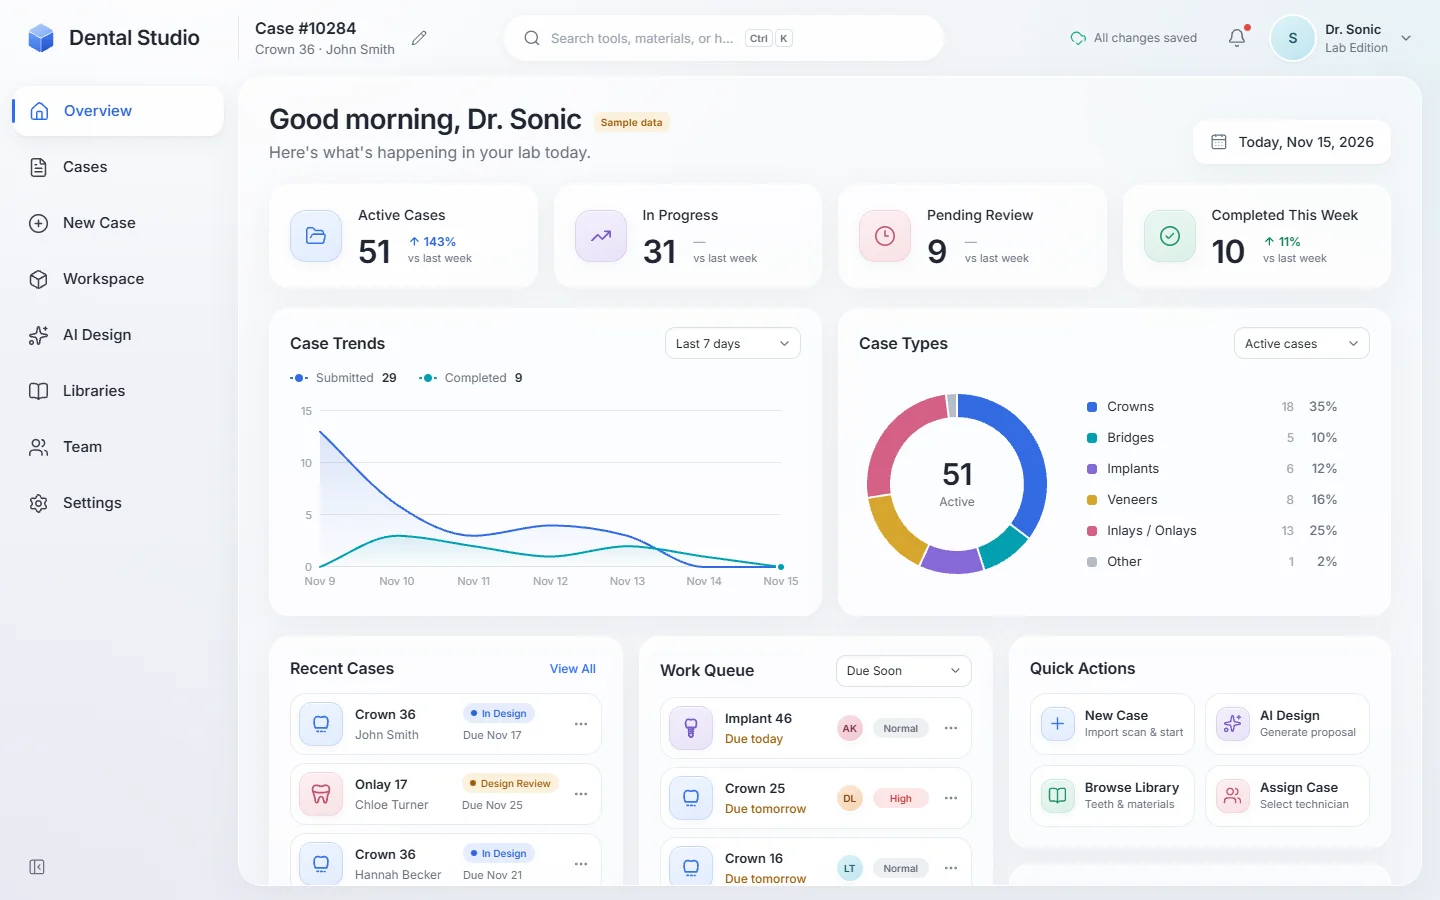 Dental Studio
Case #10284
Crown 36 · John Smith
Search tools, materials, or h...
Ctrl K
All changes saved
S
Dr. Sonic
Lab Edition
Overview
Cases
New Case
Workspace
AI Design
Libraries
Team
Settings
Good morning, Dr. Sonic
Sample data
Here's what's happening in your lab today.
Today, Nov 15, 2026
Active Cases
51
↑ 143%
vs last week
In Progress
31
—
vs last week
Pending Review
9
—
vs last week
Completed This Week
10
↑ 11%
vs last week
Case Trends
Last 7 days
Submitted 29
Completed 9
15
10
5
0
Nov 9
Nov 10
Nov 11
Nov 12
Nov 13
Nov 14
Nov 15
Case Types
Active cases
51
Active
Crowns 18 35%
Bridges 5 10%
Implants 6 12%
Veneers 8 16%
Inlays / Onlays 13 25%
Other 1 2%
Recent Cases
View All
Crown 36
John Smith
In Design
Due Nov 17
Onlay 17
Chloe Turner
Design Review
Due Nov 25
Crown 36
Hannah Becker
In Design
Due Nov 21
Work Queue
Due Soon
Implant 46
Due today
AK
Normal
Crown 25
Due tomorrow
DL
High
Crown 16
Due tomorrow
LT
Normal
Quick Actions
New Case
Import scan & start
AI Design
Generate proposal
Browse Library
Teeth & materials
Assign Case
Select technician